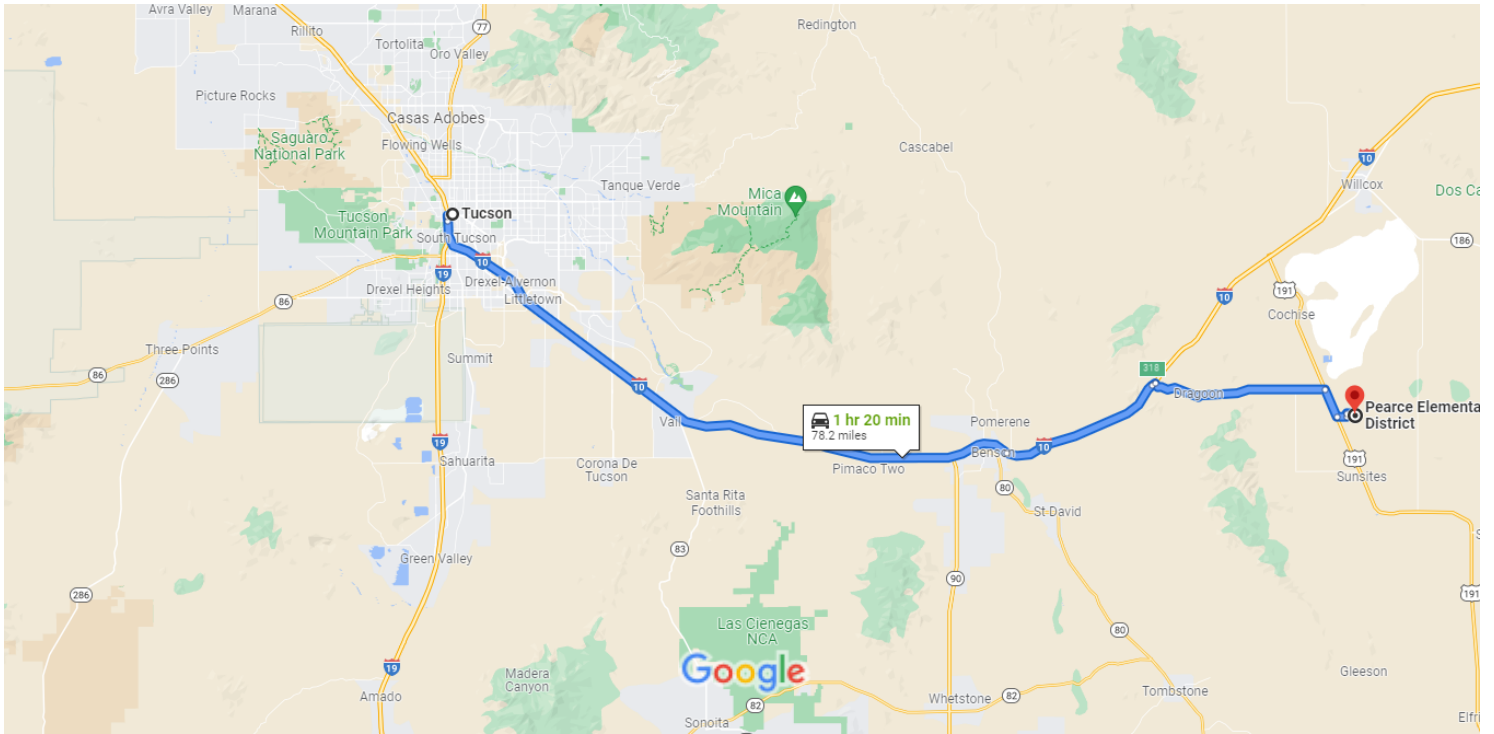 Avra Valley
Marana
Rillito
77
Redington
Tortolita
Oro Valley
Picture Rocks
Casas Adobes
Saguaro
National Park
Flowing Wells
Cascabel
10
Willcox
Tanque Verde
Mica
Mountain
Dos Ca
Tucson
Tucson
Mountain Park
South Tucson
186
10
19
Drexel Heights
Drexel-Alvernon
Littletown
86
191
10
Cochise
Three Points
Summit
86
286
10
318
Dragoon
1 hr 20 min
78.2 miles
Pearce Elementa
District
Vail
Pomerene
19
10
Benson
Sahuarita
Corona De
Tucson
Pimaco Two
191
Sunsites
80
Santa Rita
Foothills
St David
83
Green Valley
90
286
191
Las Cienegas
NCA
80
Google
19
Madera
Canyon
Gleeson
Amado
Whetstone
82
Tombstone
82
Sonoita
Elfri